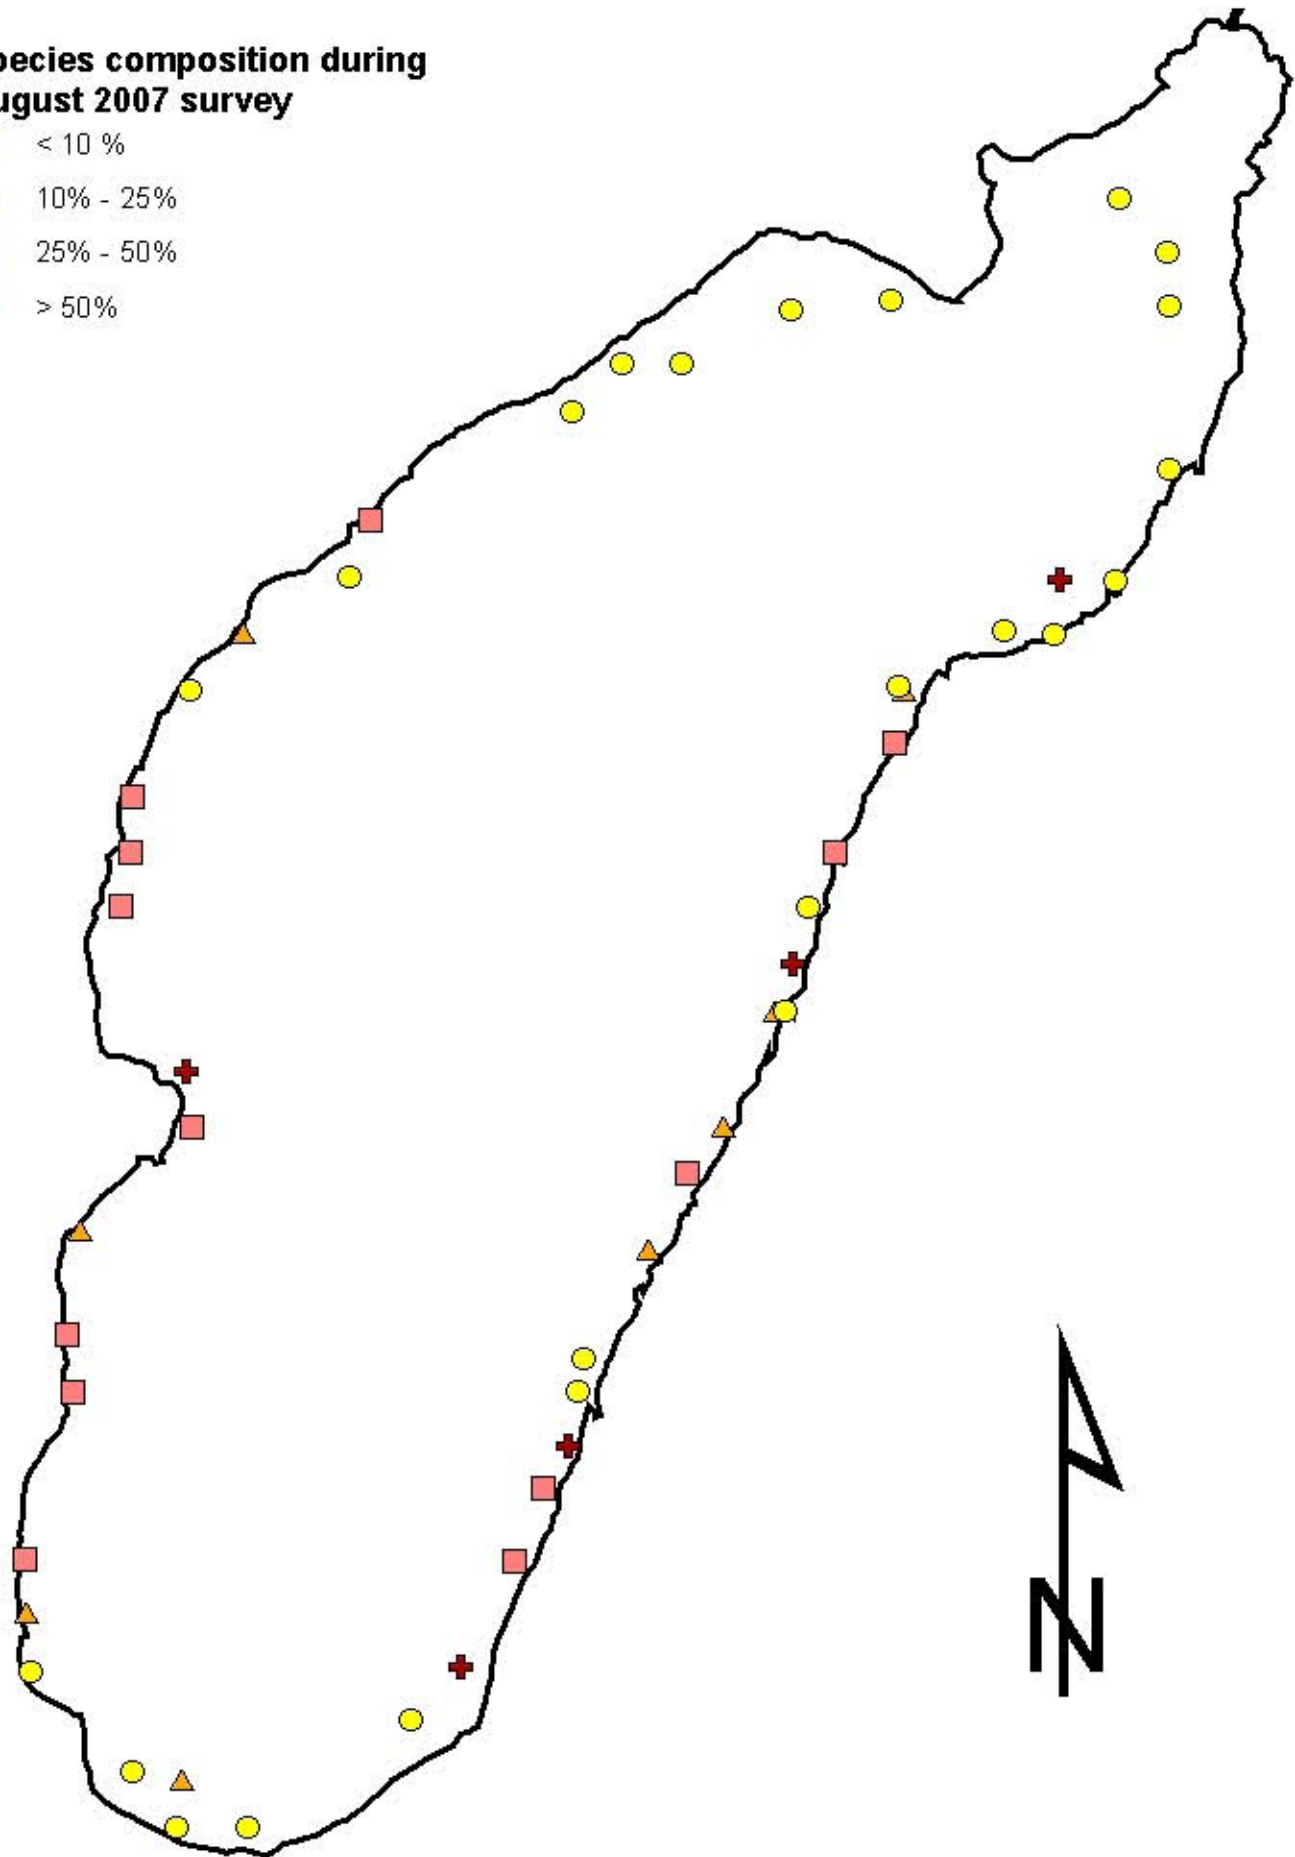 pecies composition during
ugust 2007 survey
< 10 %
10% - 25%
25% - 50%
> 50%
N